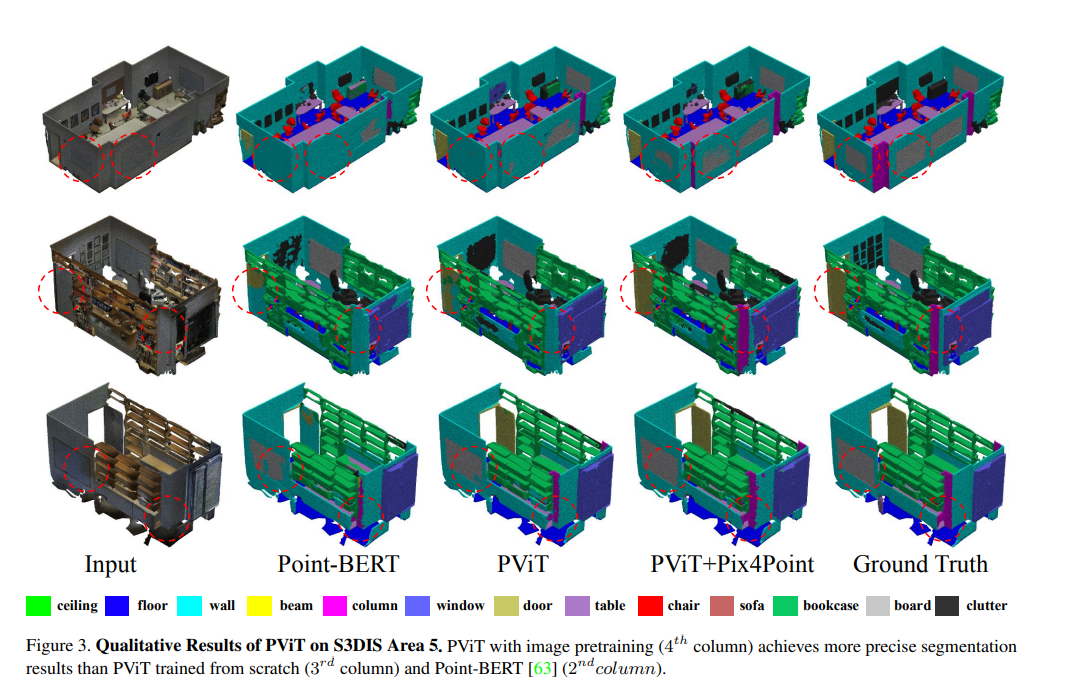 Input Point-BERT PViT PViT+Pix4Point Ground Truth
ceiling floor wall beam column window door table chair sofa bookcase board clutter
Figure 3. Qualitative Results of PViT on S3DIS Area 5. PViT with image pretraining (4th column) achieves more precise segmentation
results than PViT trained from scratch (3rd column) and Point-BERT [63] (2ndcolumn).